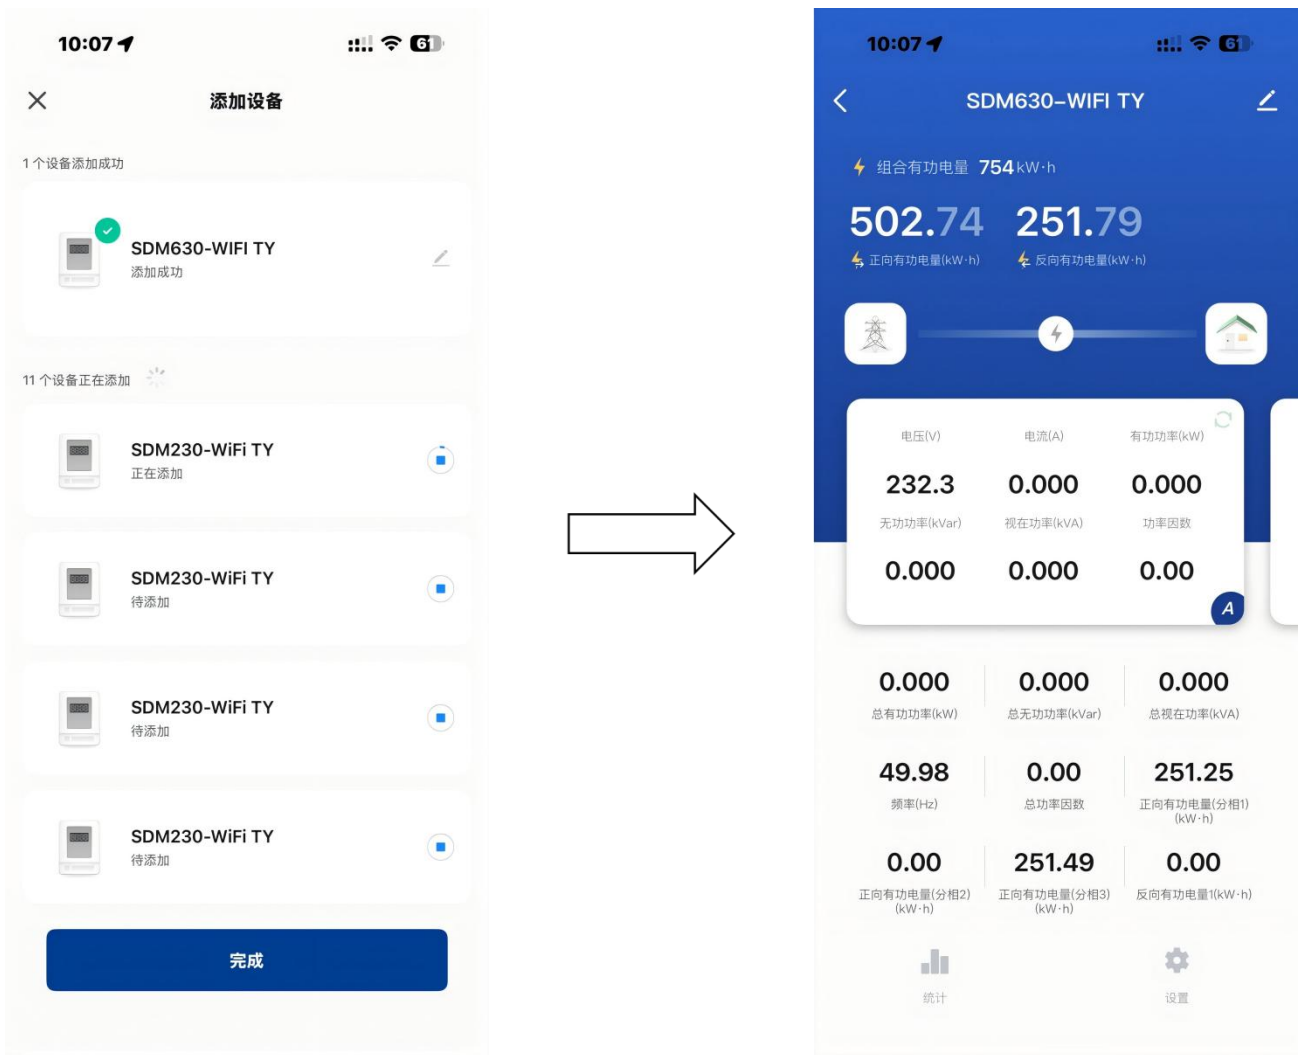 10:07
61
添加设备
1 个设备添加成功
SDM630-WIFI TY
添加成功
11 个设备正在添加
SDM230-WiFi TY
正在添加
SDM230-WiFi TY
待添加
SDM230-WiFi TY
待添加
SDM230-WiFi TY
待添加
完成
10:07
61
SDM630-WIFI TY
组合有功电量 754 kW·h
502.74 251.79
正向有功电量(kW·h) 反向有功电量(kW·h)
电压(V) 电流(A) 有功功率(kW)
232.3 0.000 0.000
无功功率(kVar) 视在功率(kVA) 功率因数
0.000 0.000 0.00
A
0.000 0.000 0.000
总有功功率(kW) 总无功功率(kVar) 总视在功率(kVA)
49.98 0.00 251.25
频率(Hz) 总功率因数 正向有功电量(分相1)
(kW·h)
0.00 251.49 0.00
正向有功电量(分相2) 正向有功电量(分相3) 反向有功电量1(kW·h)
(kW·h) (kW·h)
统计 设置